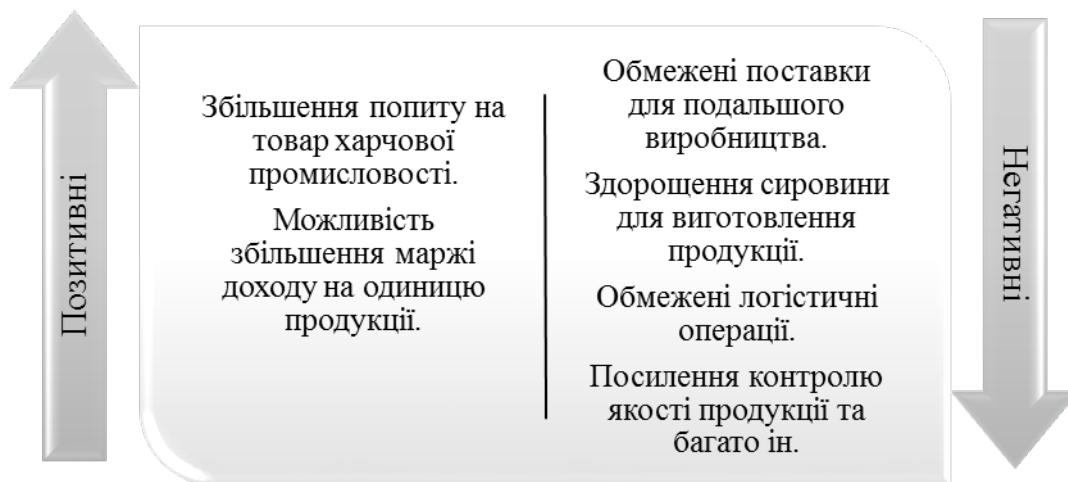 Позитивні
Збільшення попиту на
товар харчової
промисловості.
Можливість
збільшення маржі
доходу на одиницю
продукції.
Обмежені поставки
для подальшого
виробництва.
Здорощення сировини
для виготовлення
продукції.
Обмежені логістичні
операції.
Посилення контролю
якості продукції та
багато ін.
Негативні